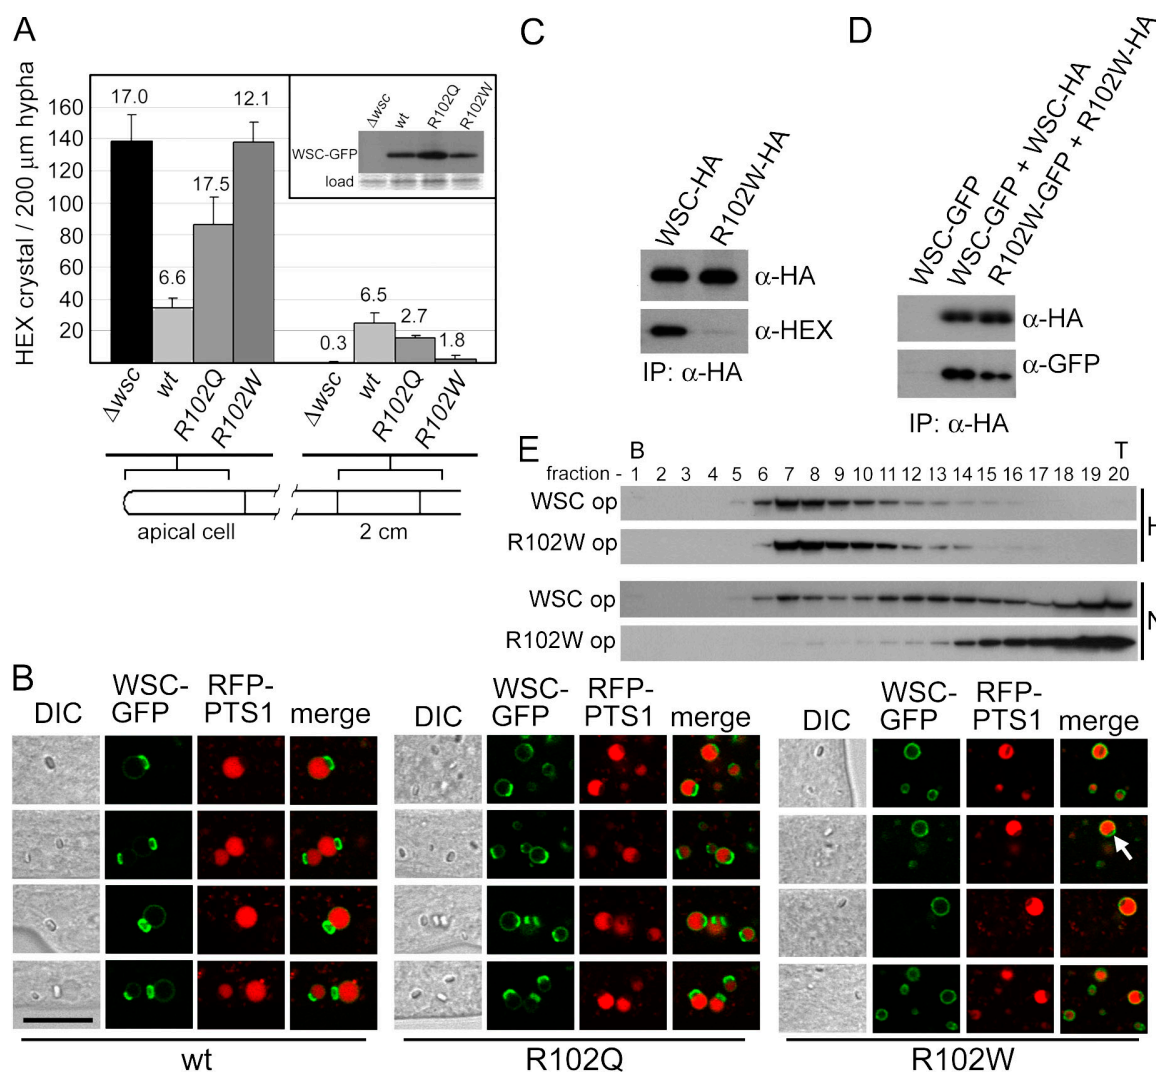 A
HEX crystal / 200 µm hypha
160
140
120
100
80
60
40
20
17.0
6.6
17.5
12.1
0.3
6.5
2.7
1.8
Δwsc
wt
R102Q
R102W
WSC-GFP
load
Δwsc
wt
R102Q
R102W
Δwsc
wt
R102Q
R102W
apical cell
2 cm
C
WSC-HA
R102W-HA
α-HA
α-HEX
IP: α-HA
D
WSC-GFP
WSC-GFP + WSC-HA
R102W-GFP + R102W-HA
α-HA
α-GFP
IP: α-HA
E
B
T
fraction - 1 2 3 4 5 6 7 8 9 10 11 12 13 14 15 16 17 18 19 20
WSC op
R102W op
H
WSC op
R102W op
N
B
DIC
WSC-
GFP
RFP-
PTS1
merge
DIC
WSC-
GFP
RFP-
PTS1
merge
DIC
WSC-
GFP
RFP-
PTS1
merge
wt
R102Q
R102W